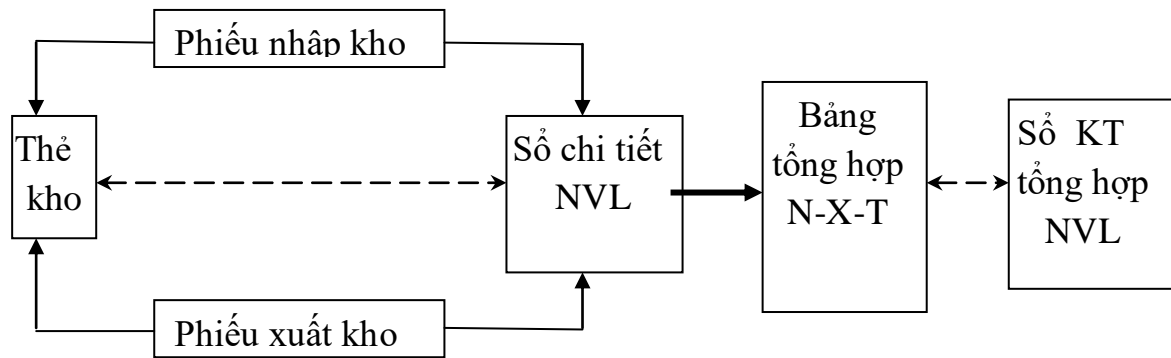 Phiếu nhâp kho
Thẻ
kho
Sổ chi tiết
NVL
Bảng
tổng hợp
N-X-T
Sổ KT
tổng hợp
NVL
Phiếu xuất kho